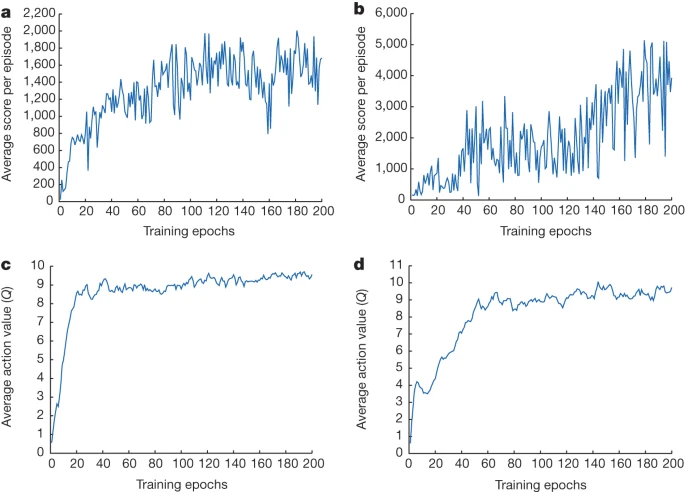 a
Average score per episode
2,200
2,000
1,800
1,600
1,400
1,200
1,000
800
600
400
200
0
0 20 40 60 80 100 120 140 160 180 200
Training epochs
b
Average score per episode
6,000
5,000
4,000
3,000
2,000
1,000
0
0 20 40 60 80 100 120 140 160 180 200
Training epochs
c
Average action value (Q)
10
9
8
7
6
5
4
3
2
1
0
0 20 40 60 80 100 120 140 160 180 200
Training epochs
d
Average action value (Q)
11
10
9
8
7
6
5
4
3
2
1
0
0 20 40 60 80 100 120 140 160 180 200
Training epochs